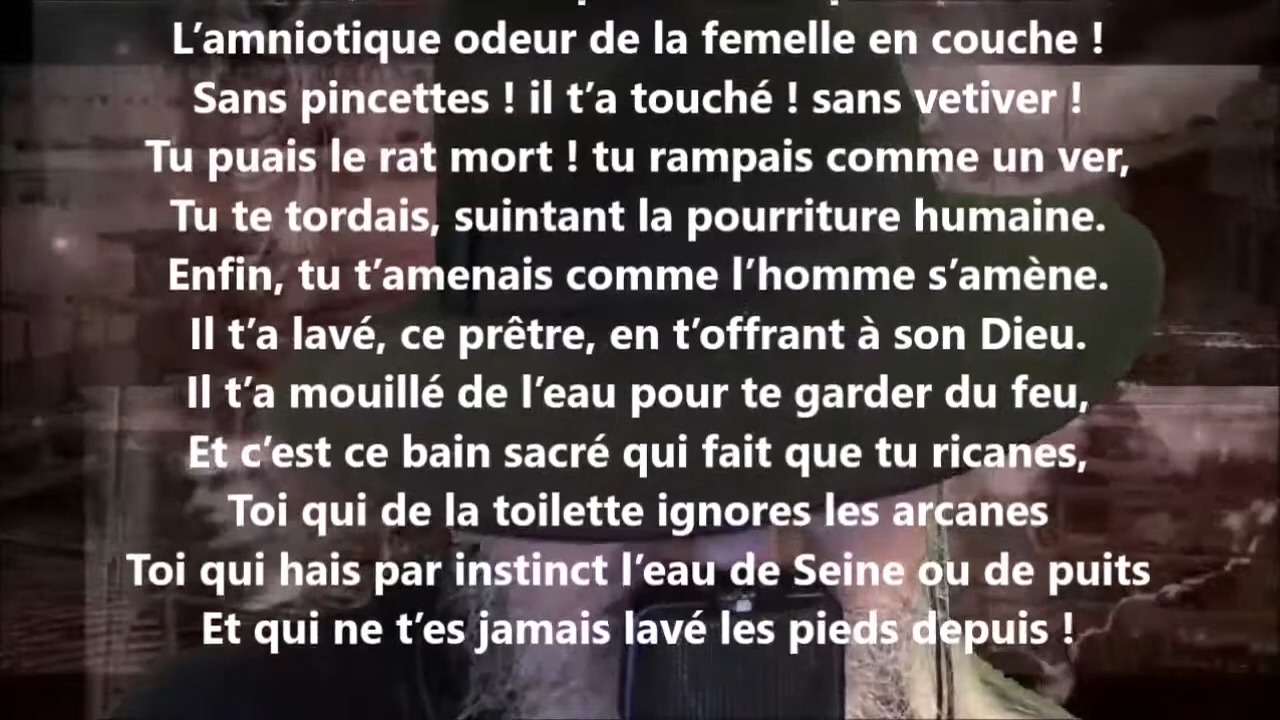 L’amniotique odeur de la femelle en couche !
Sans pincettes ! il t’a touché ! sans vetiver !
Tu puais le rat mort ! tu rampais comme un ver,
Tu te tordais, suintant la pourriture humaine.
Enfin, tu t’amenais comme l’homme s’amène.
Il t’a lavé, ce prêtre, en t’offrant à son Dieu.
Il t’a mouillé de l’eau pour te garder du feu,
Et c’est ce bain sacré qui fait que tu ricanes,
Toi qui de la toilette ignores les arcanes
Toi qui hais par instinct l’eau de Seine ou de puits
Et qui ne t’es jamais lavé les pieds depuis !